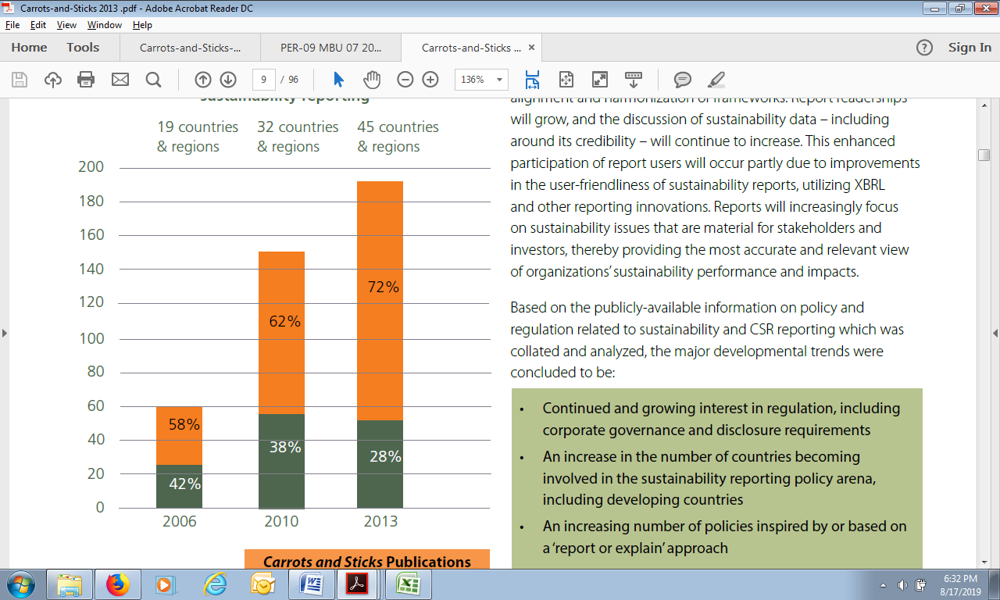 Carrots-and-Sticks 2013 .pdf - Adobe Acrobat Reader DC
File Edit View Window Help
Home Tools Carrots-and-Sticks-... PER-09 MBU 07 20... Carrots-and-Sticks ... × ? Sign In
9 / 96 136%
sustainability reporting
19 countries
& regions
32 countries
& regions
45 countries
& regions
200
180
160
140
120
100
80
60
40
20
0
58%
42%
62%
38%
72%
28%
2006 2010 2013
Carrots and Sticks Publications
alignment and harmonization of frameworks. Report readerships
will grow, and the discussion of sustainability data – including
around its credibility – will continue to increase. This enhanced
participation of report users will occur partly due to improvements
in the user-friendliness of sustainability reports, utilizing XBRL
and other reporting innovations. Reports will increasingly focus
on sustainability issues that are material for stakeholders and
investors, thereby providing the most accurate and relevant view
of organizations’ sustainability performance and impacts.
Based on the publicly-available information on policy and
regulation related to sustainability and CSR reporting which was
collated and analyzed, the major developmental trends were
concluded to be:
• Continued and growing interest in regulation, including
corporate governance and disclosure requirements
• An increase in the number of countries becoming
involved in the sustainability reporting policy arena,
including developing countries
• An increasing number of policies inspired by or based on
a ‘report or explain’ approach
6:32 PM
8/17/2019